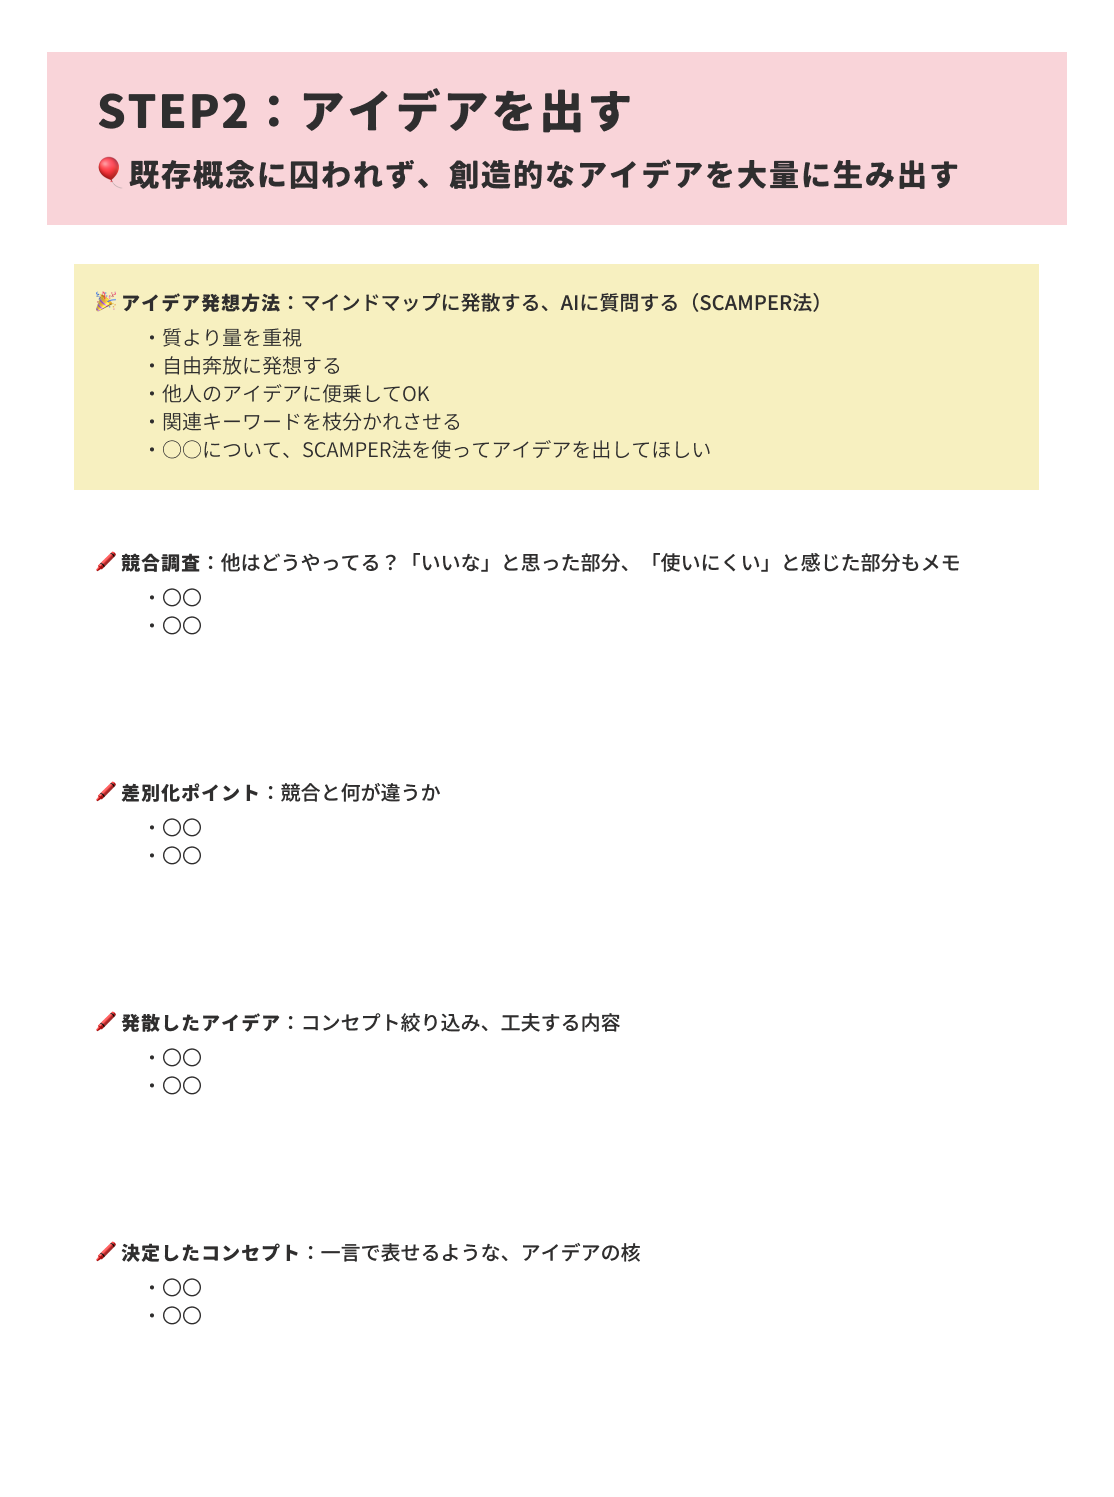 STEP2：アイデアを出す
🎈既存概念に囚われず、創造的なアイデアを大量に生み出す
🎉アイデア発想方法：マインドマップに発散する、AIに質問する（SCAMPER法）
・質より量を重視
・自由奔放に発想する
・他人のアイデアに便乗してOK
・関連キーワードを枝分かれさせる
・〇〇について、SCAMPER法を使ってアイデアを出してほしい
🖍競合調査：他はどうやってる？「いいな」と思った部分、「使いにくい」と感じた部分もメモ
・〇〇
・〇〇
🖍差別化ポイント：競合と何が違うか
・〇〇
・〇〇
🖍発散したアイデア：コンセプト絞り込み、工夫する内容
・〇〇
・〇〇
🖍決定したコンセプト：一言で表せるような、アイデアの核
・〇〇
・〇〇